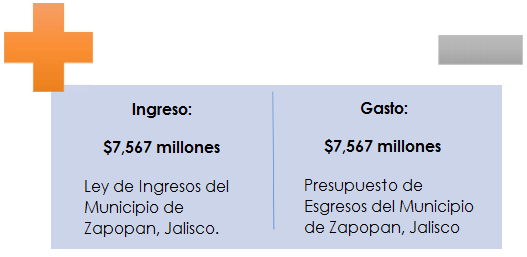 Ingreso:
$7,567 millones
Ley de Ingresos del
Municipio de
Zapopan, Jalisco.
Gasto:
$7,567 millones
Presupuesto de
Esgresos del Municipio
de Zapopan, Jalisco